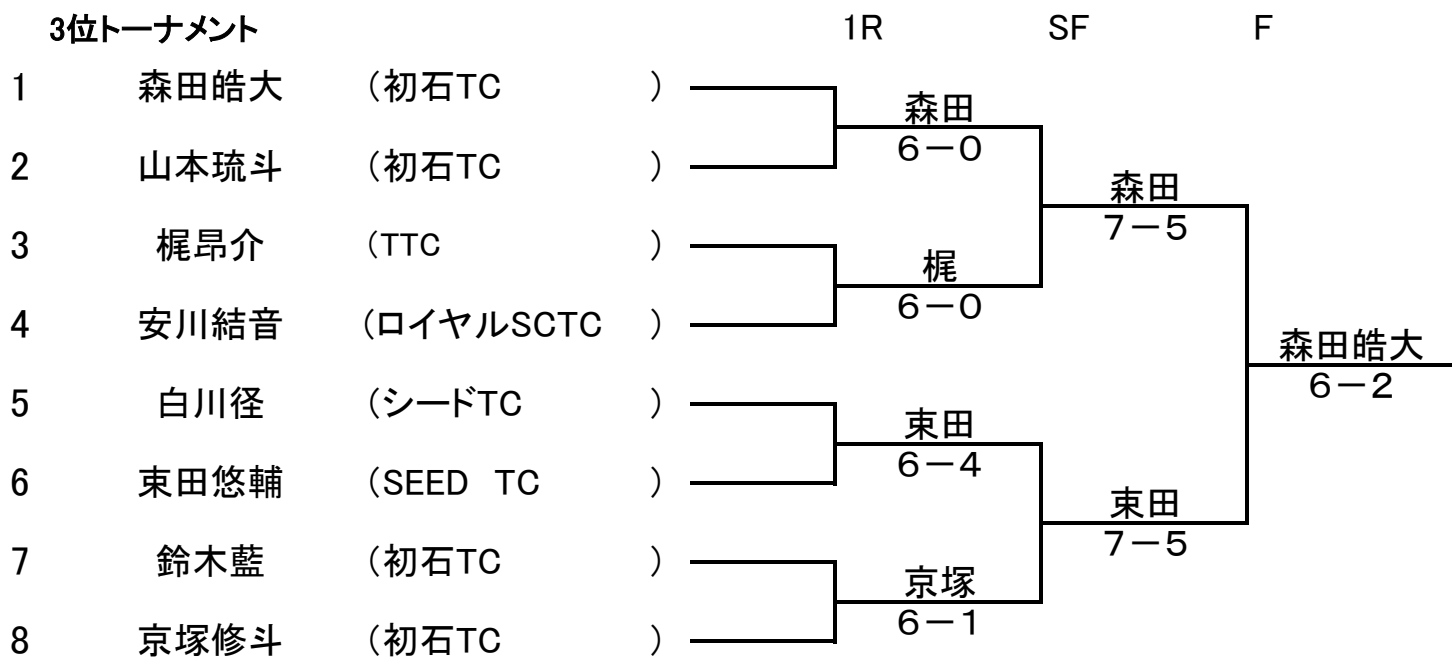 3位トーナメント 1R SF F
1 森田皓大 (初石TC )
森田
6－0
2 山本琉斗 (初石TC )
森田
7－5
3 梶昂介 (TTC )
梶
6－0
4 安川結音 (ロイヤルSCTC )
森田皓大
6－2
5 白川径 (シードTC )
束田
6－4
6 束田悠輔 (SEED TC )
束田
7－5
7 鈴木藍 (初石TC )
京塚
6－1
8 京塚修斗 (初石TC )